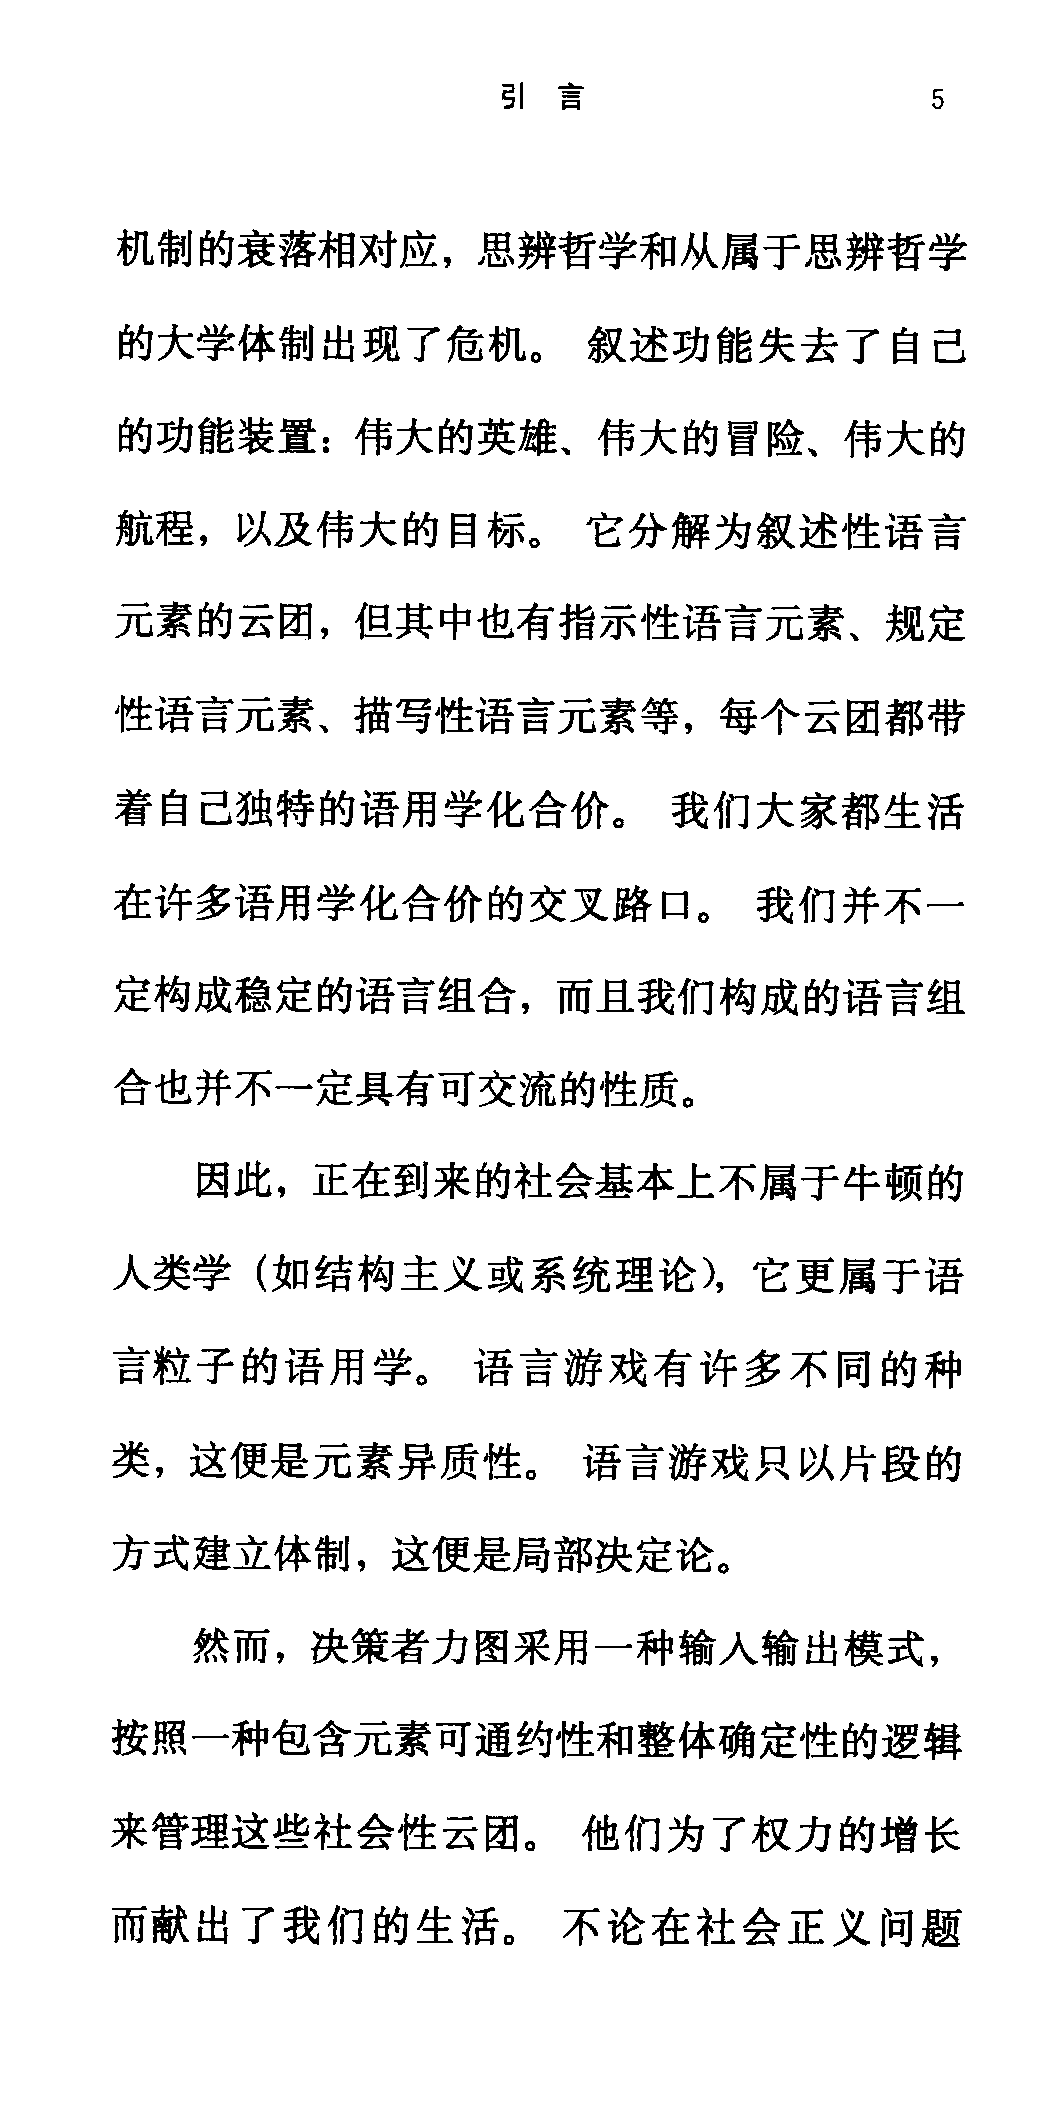 引 言 5
机制的衰落相对应，思辨哲学和从属于思辨哲学
的大学体制出现了危机。 叙述功能失去了自己
的功能装置：伟大的英雄、伟大的冒险、伟大的
航程，以及伟大的目标。 它分解为叙述性语言
元素的云团，但其中也有指示性语言元素、规定
性语言元素、描写性语言元素等，每个云团都带
着自己独特的语用学化合价。 我们大家都生活
在许多语用学化合价的交叉路口。 我们并不一
定构成稳定的语言组合，而且我们构成的语言组
合也并不一定具有可交流的性质。
因此，正在到来的社会基本上不属于牛顿的
人类学（如结构主义或系统理论），它更属于语
言粒子的语用学。 语言游戏有许多不同的种
类，这便是元素异质性。 语言游戏只以片段的
方式建立体制，这便是局部决定论。
然而，决策者力图采用一种输入输出模式，
按照一种包含元素可通约性和整体确定性的逻辑
来管理这些社会性云团。 他们为了权力的增长
而献出了我们的生活。 不论在社会正义问题